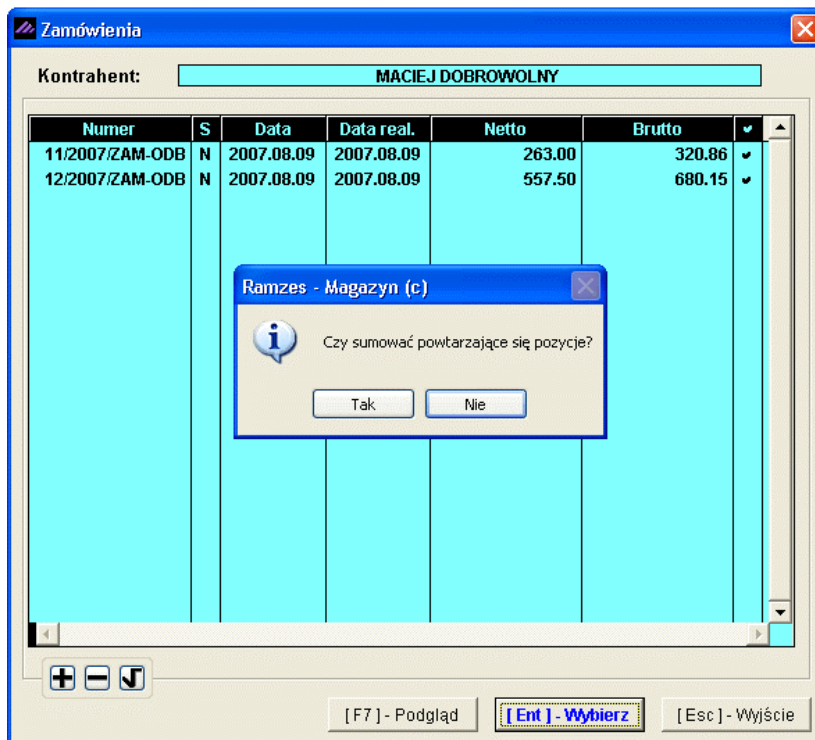 Zamówienia
Kontrahent: MACIEJ DOBROWOLNY
Numer S Data Data real. Netto Brutto
11/2007/ZAM-ODB N 2007.08.09 2007.08.09 263.00 320.86
12/2007/ZAM-ODB N 2007.08.09 2007.08.09 557.50 680.15
Ramzes - Magazyn (c)
Czy sumować powtarzające się pozycje?
Tak Nie
[ F7 ] - Podgląd [ Ent ] - Wybierz [ Esc ] - Wyjście